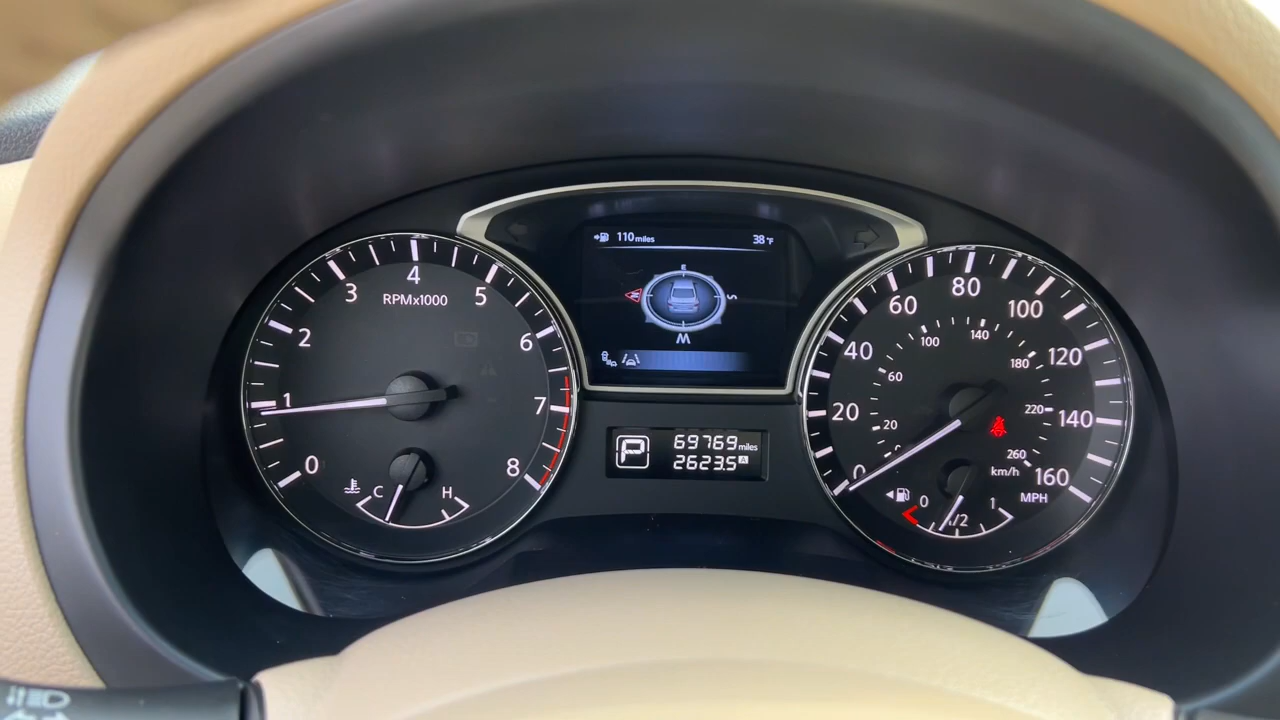 110 miles
38 °F
E
N
S
W
0
1
2
3
4
5
6
7
8
RPMx1000
C
H
P
69769 miles
2623.5 A
0
20
40
60
80
100
120
140
160
MPH
20
60
100
140
180
220
260
km/h
0
1/2
1